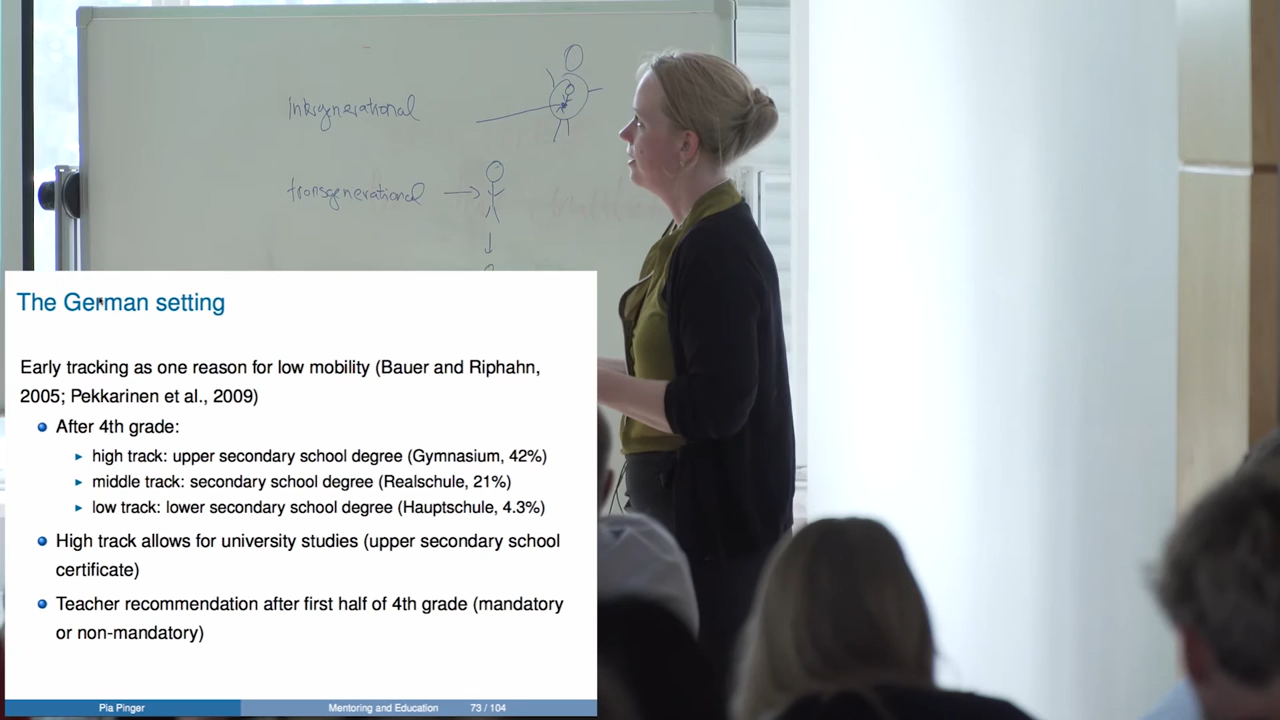 intergenerational
transgenerational
The German setting
Early tracking as one reason for low mobility (Bauer and Riphahn,
2005; Pekkarinen et al., 2009)
After 4th grade:
high track: upper secondary school degree (Gymnasium, 42%)
middle track: secondary school degree (Realschule, 21%)
low track: lower secondary school degree (Hauptschule, 4.3%)
High track allows for university studies (upper secondary school
certificate)
Teacher recommendation after first half of 4th grade (mandatory
or non-mandatory)
Pia Pinger Mentoring and Education 73 / 104